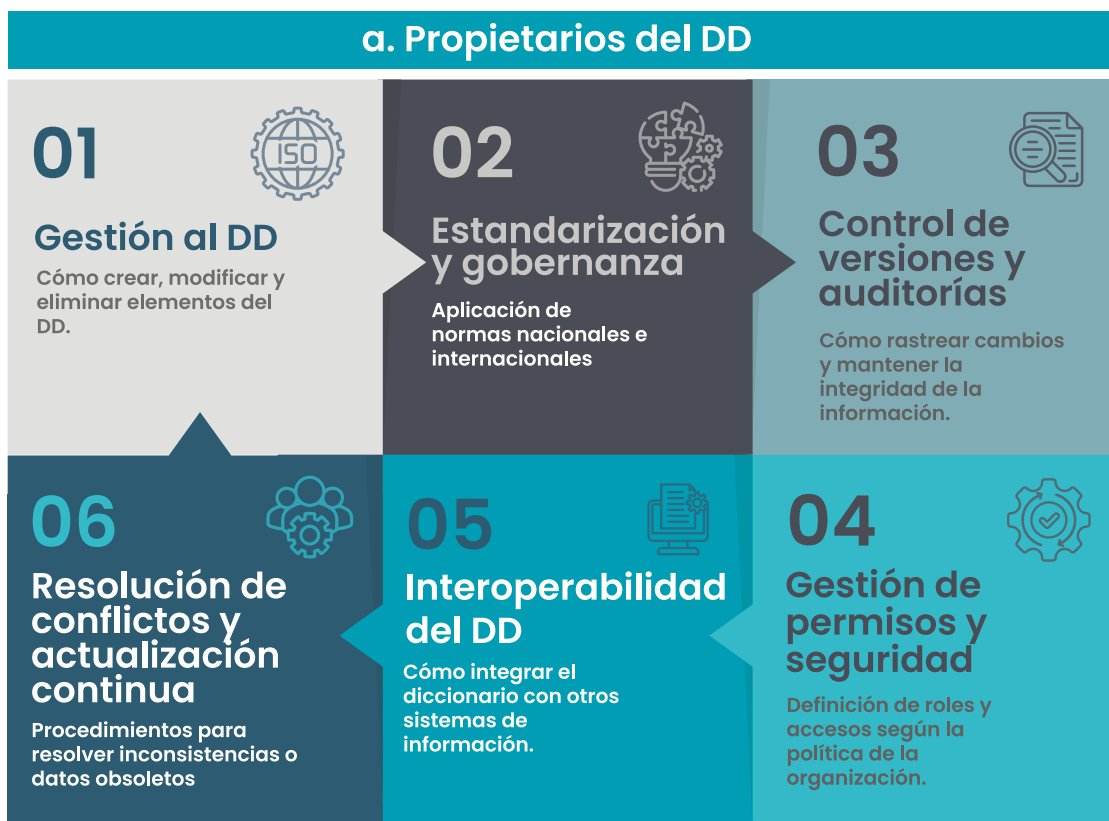 a. Propietarios del DD
01
ISO
Gestión al DD
Cómo crear, modificar y
eliminar elementos del
DD.
02
Estandarización
y gobernanza
Aplicación de
normas nacionales e
internacionales
03
Control de
versiones y
auditorías
Cómo rastrear cambios
y mantener la
integridad de la
información.
04
Gestión de
permisos y
seguridad
Definición de roles y
accesos según la
política de la
organización.
05
Interoperabilidad
del DD
Cómo integrar el
diccionario con otros
sistemas de
información.
06
Resolución de
conflictos y
actualización
continua
Procedimientos para
resolver inconsistencias o
datos obsoletos